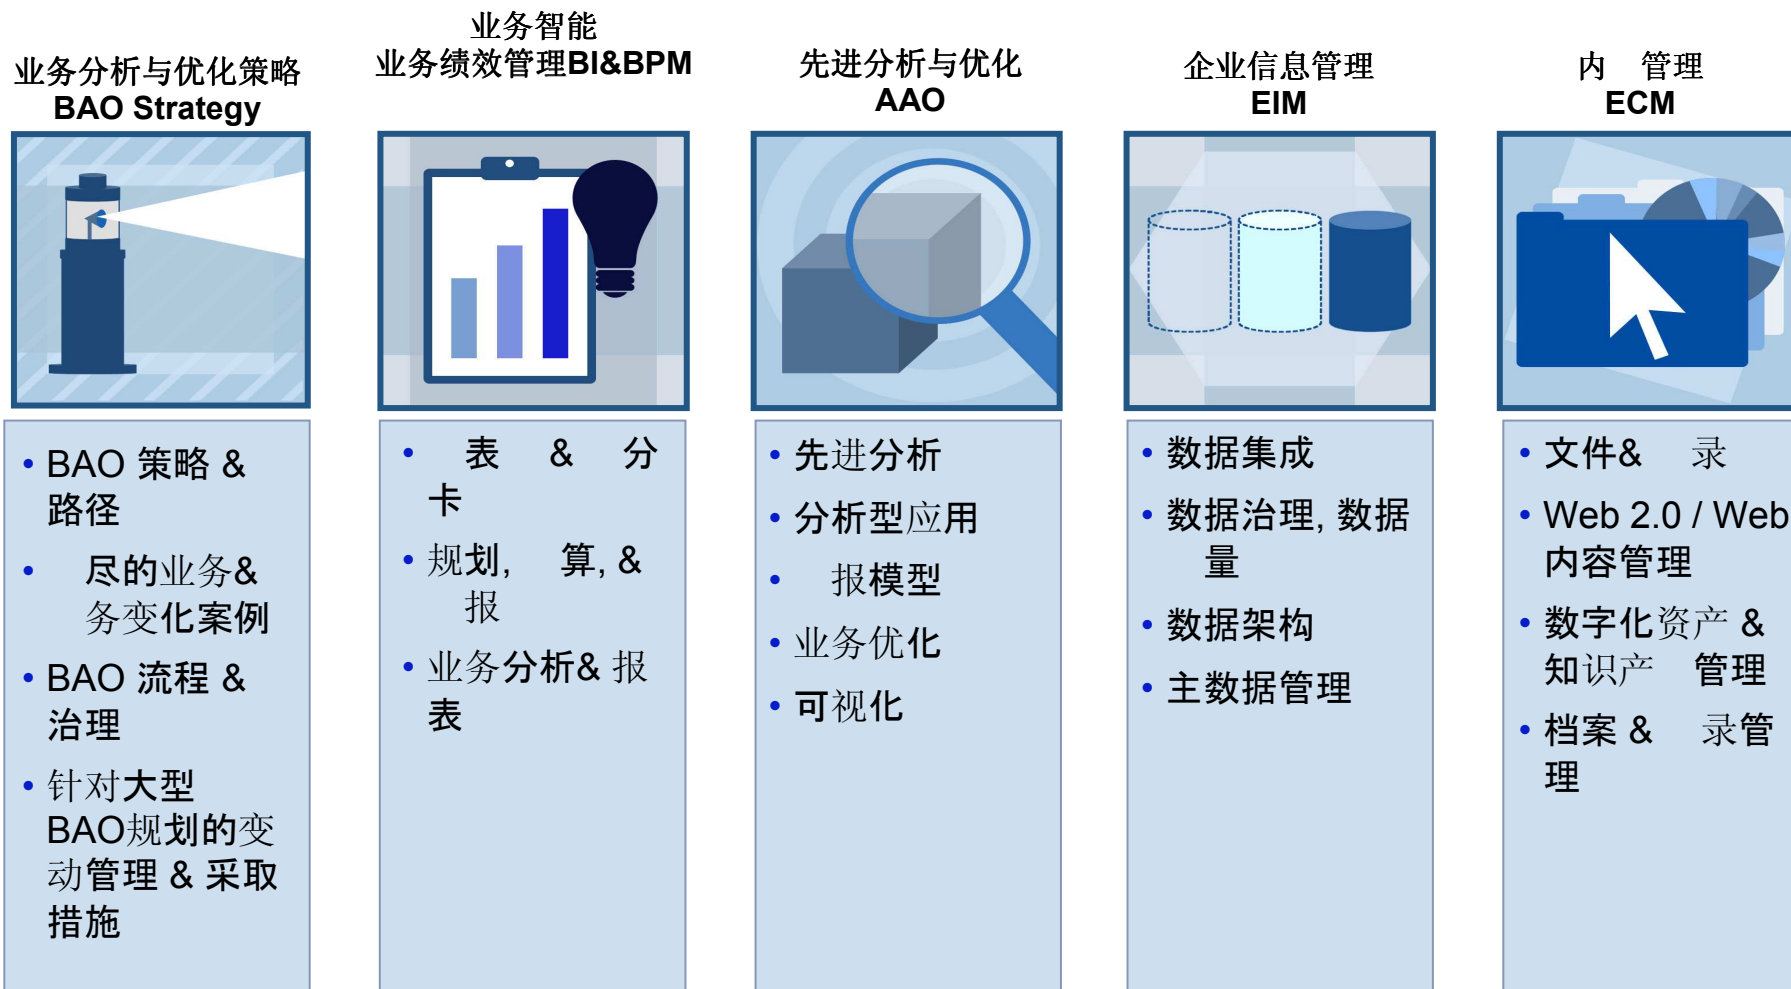 业务分析与优化策略
BAO Strategy
• BAO 策略 &
路径
• 尽的业务&
务变化案例
• BAO 流程 &
治理
• 针对大型
BAO规划的变
动管理 & 采取
措施
业务智能
业务绩效管理BI&BPM
• 表 & 分
卡
• 规划, 算, &
报
• 业务分析& 报
表
先进分析与优化
AAO
• 先进分析
• 分析型应用
• 报模型
• 业务优化
• 可视化
企业信息管理
EIM
• 数据集成
• 数据治理, 数据
量
• 数据架构
• 主数据管理
内 管理
ECM
• 文件& 录
• Web 2.0 / Web
内容管理
• 数字化资产 &
知识产 管理
• 档案 & 录管
理